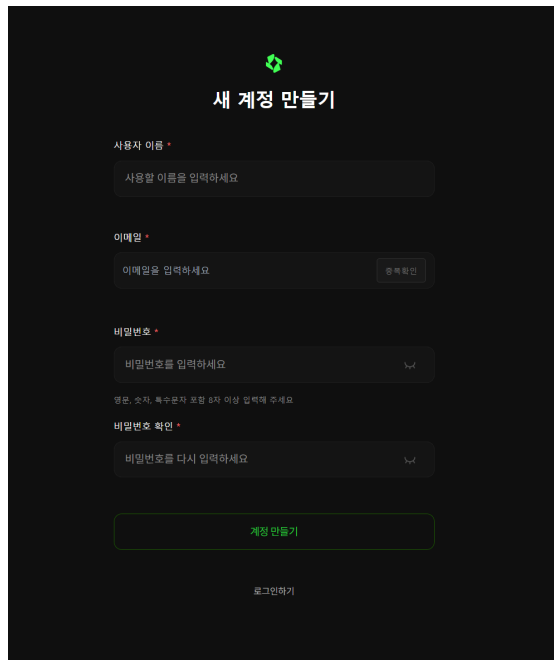 새 계정 만들기
사용자 이름 *
사용할 이름을 입력하세요
이메일 *
이메일을 입력하세요 중복확인
비밀번호 *
비밀번호를 입력하세요
영문, 숫자, 특수문자 포함 8자 이상 입력해 주세요
비밀번호 확인 *
비밀번호를 다시 입력하세요
계정 만들기
로그인하기